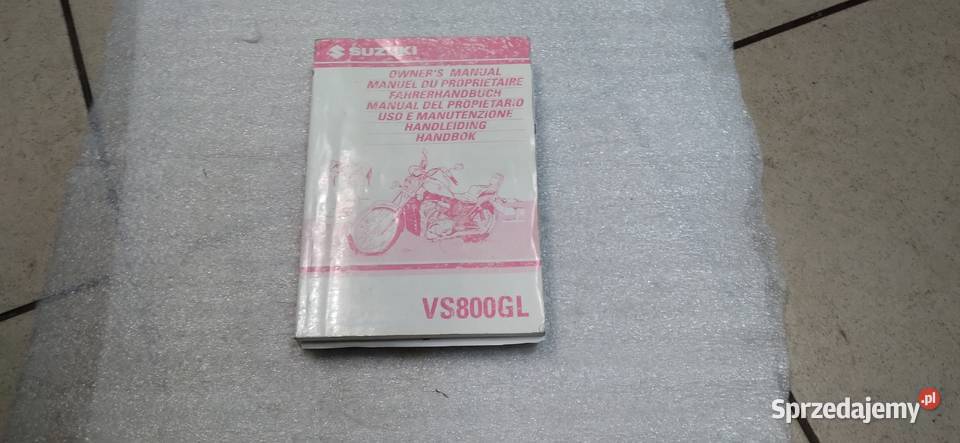 SUZUKI
OWNER'S MANUAL
MANUEL DU PROPRIETAIRE
FAHRERHANDBUCH
MANUAL DEL PROPIETARIO
USO E MANUTENZIONE
HANDLEIDING
HANDBOK
VS800GL
Sprzedajemy.pl